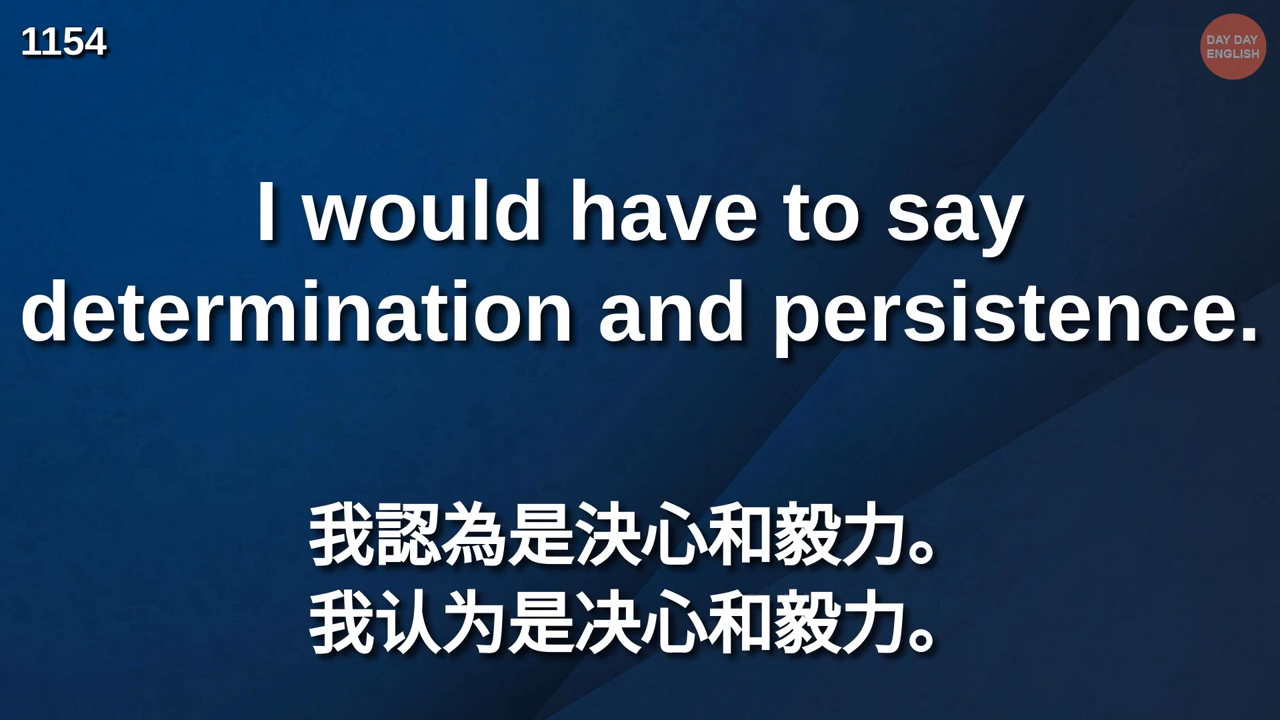 1154
DAY DAY
ENGLISH
I would have to say
determination and persistence.
我認為是決心和毅力。
我认为是决心和毅力。